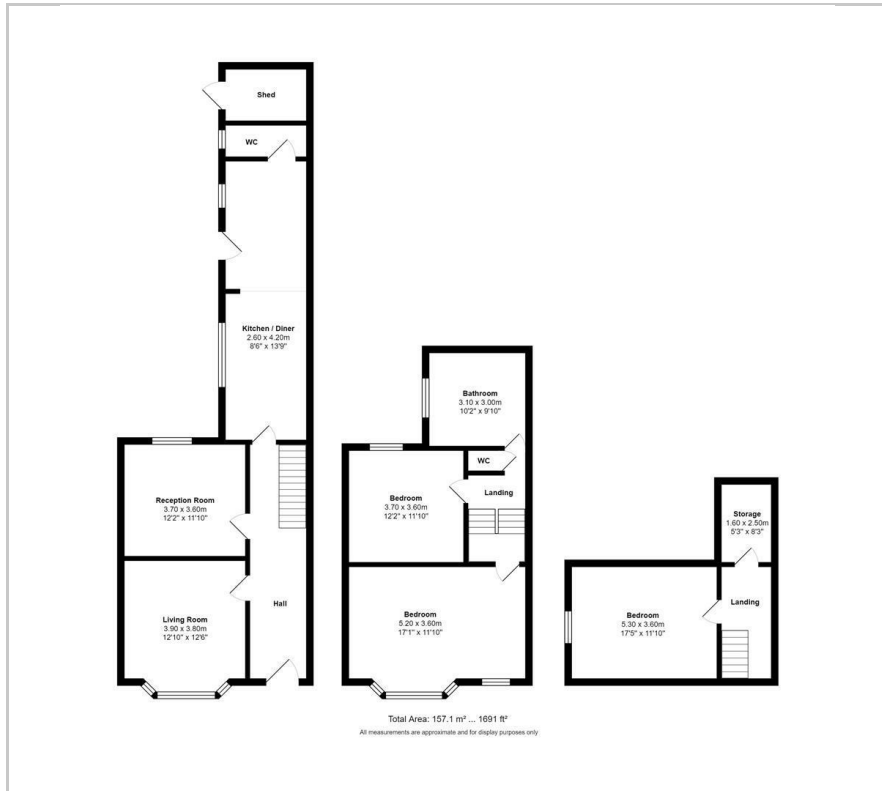 Shed
WC
Kitchen / Diner
2.60 x 4.20m
8'6" x 13'9"
Reception Room
3.70 x 3.60m
12'2" x 11'10"
Living Room
3.90 x 3.80m
12'10" x 12'6"
Hall
Bathroom
3.10 x 3.00m
10'2" x 9'10"
WC
Landing
Bedroom
3.70 x 3.60m
12'2" x 11'10"
Bedroom
5.20 x 3.60m
17'1" x 11'10"
Storage
1.60 x 2.50m
5'3" x 8'3"
Landing
Bedroom
5.30 x 3.60m
17'5" x 11'10"
Total Area: 157.1 m² ... 1691 ft²
All measurements are approximate and for display purposes only